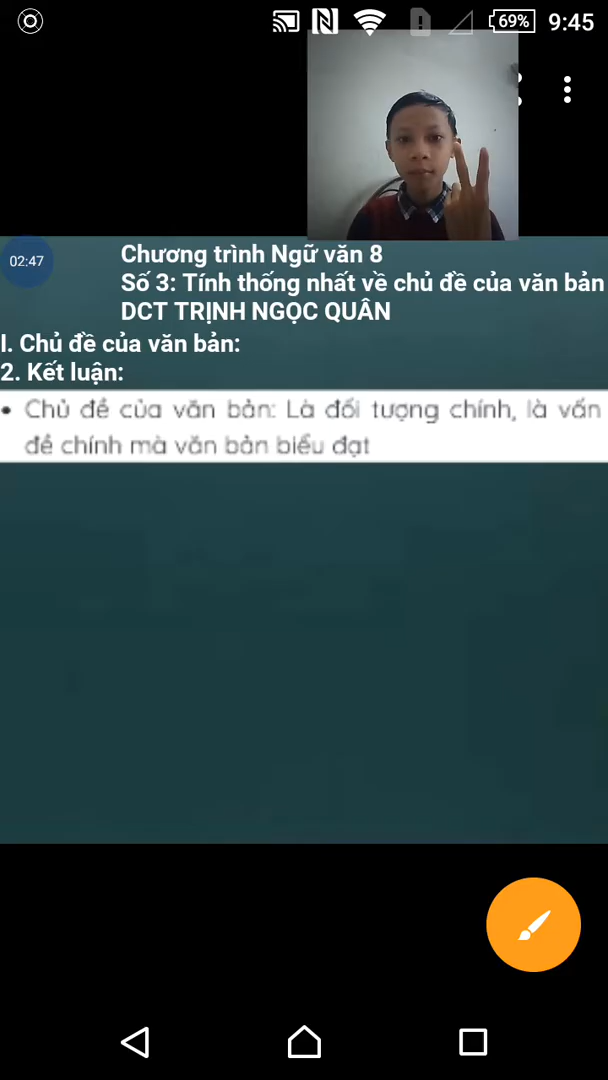 69% 9:45
02:47
Chương trình Ngữ văn 8
Số 3: Tính thống nhất về chủ đề của văn bản
DCT TRỊNH NGỌC QUÂN
I. Chủ đề của văn bản:
2. Kết luận:
• Chủ đề của văn bản: Là đối tượng chính, là vấn
đề chính mà văn bản biểu đạt